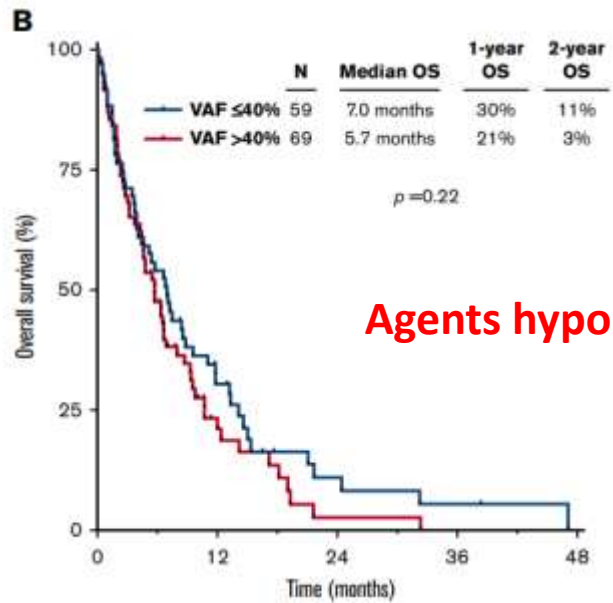 B
1-year 2-year
N Median OS OS OS
VAF ≤40% 59 7.0 months 30% 11%
VAF >40% 69 5.7 months 21% 3%
p=0.22
Agents hypo
Overall survival (%)
100
75
50
25
0
0 12 24 36 48
Time (months)